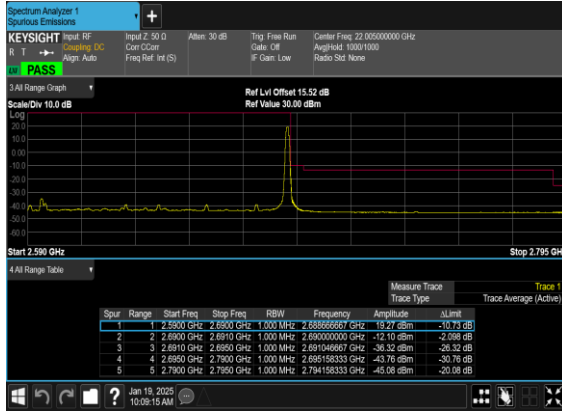 Spectrum Analyzer 1
Spurious Emissions
KEYSIGHT Input: RF Input Z: 50 Ω Atten: 30 dB Trig: Free Run Center Freq: 22.005000000 GHz
R T Coupling: DC Corr CCorr Gate: Off Avg|Hold: 1000/1000
Align: Auto Freq Ref: Int (S) IF Gain: Low Radio Std: None
PASS
3 All Range Graph
Ref Lvl Offset 15.52 dB
Scale/Div 10.0 dB Ref Value 30.00 dBm
Log
20.0
10.0
0.00
-10.0
-20.0
-30.0
-40.0
-50.0
-60.0
Start 2.590 GHz Stop 2.795 GH
4 All Range Table
Measure Trace Trace 1
Trace Type Trace Average (Active)
Spur Range Start Freq Stop Freq RBW Frequency Amplitude ΔLimit
1 1 2.5900 GHz 2.6900 GHz 1.000 MHz 2.688666667 GHz 19.27 dBm -10.73 dB
2 2 2.6900 GHz 2.6910 GHz 1.000 MHz 2.690000000 GHz -12.10 dBm -2.098 dB
3 3 2.6910 GHz 2.6950 GHz 1.000 MHz 2.691046667 GHz -36.32 dBm -26.32 dB
4 4 2.6950 GHz 2.7900 GHz 1.000 MHz 2.695158333 GHz -43.76 dBm -30.76 dB
5 5 2.7900 GHz 2.7950 GHz 1.000 MHz 2.794158333 GHz -45.08 dBm -20.08 dB
Jan 19, 2025
10:09:15 AM